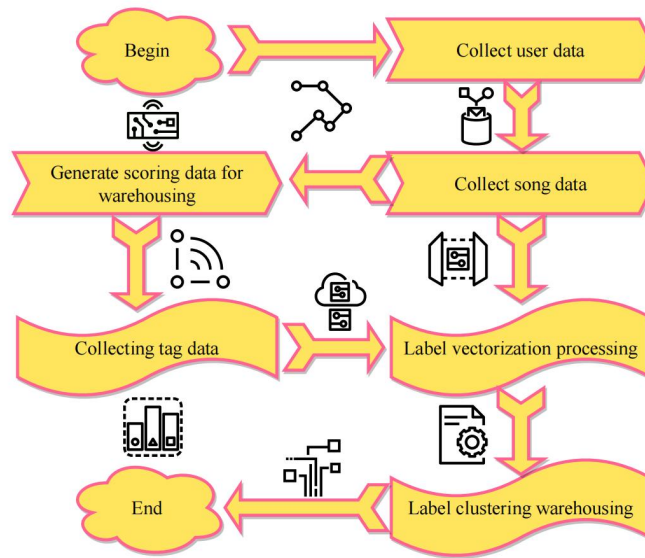 Begin
Collect user data
Generate scoring data for
warehousing
Collect song data
Collecting tag data
Label vectorization processing
End
Label clustering warehousing